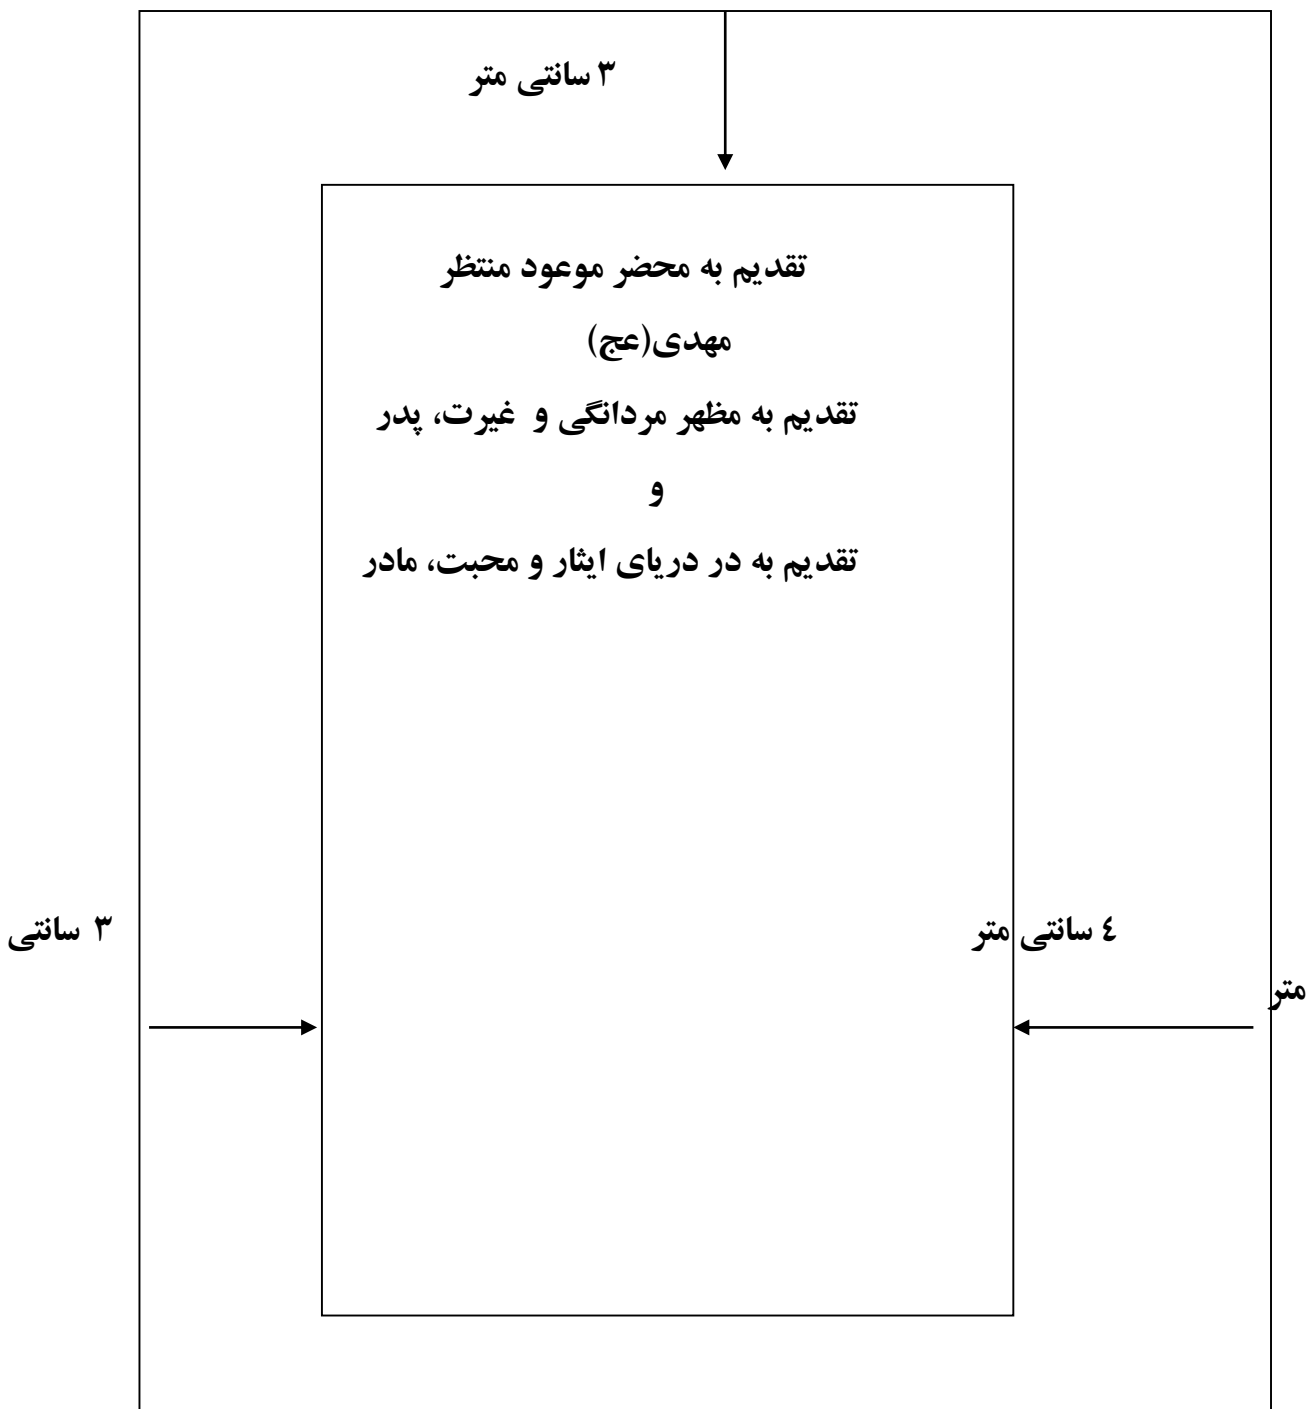 ۳ سانتی متر
تقدیم به محضر موعود منتظر
مهدی(عج)
تقدیم به مظهر مردانگی و غیرت، پدر
و
تقدیم به در دریای ایثار و محبت، مادر
٤ سانتی متر
۳ سانتی
متر